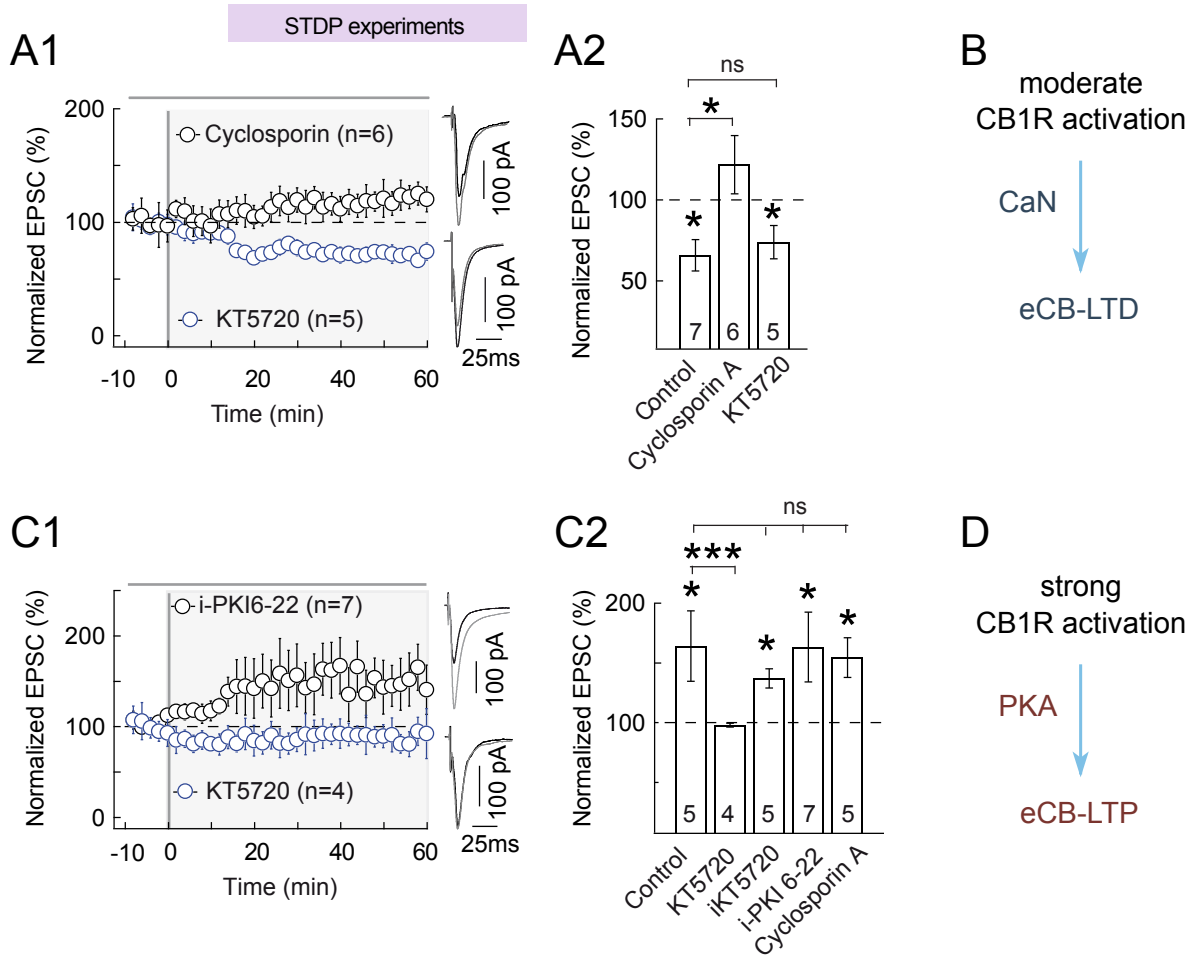 STDP experiments
A1
Normalized EPSC (%)
200
100
0
Cyclosporin (n=6)
KT5720 (n=5)
-10 0 20 40 60
Time (min)
100 pA
100 pA
25ms
A2
Normalized EPSC (%)
150
100
50
ns
*
*
*
7 6 5
Control
Cyclosporin A
KT5720
B
moderate
CB1R activation
CaN
eCB-LTD
C1
Normalized EPSC (%)
200
100
0
i-PKI6-22 (n=7)
KT5720 (n=4)
-10 0 20 40 60
Time (min)
100 pA
100 pA
25ms
C2
Normalized EPSC (%)
200
100
ns
***
*
*
*
*
5 4 5 7 5
Control
KT5720
iKT5720
i-PKI 6-22
Cyclosporin A
D
strong
CB1R activation
PKA
eCB-LTP